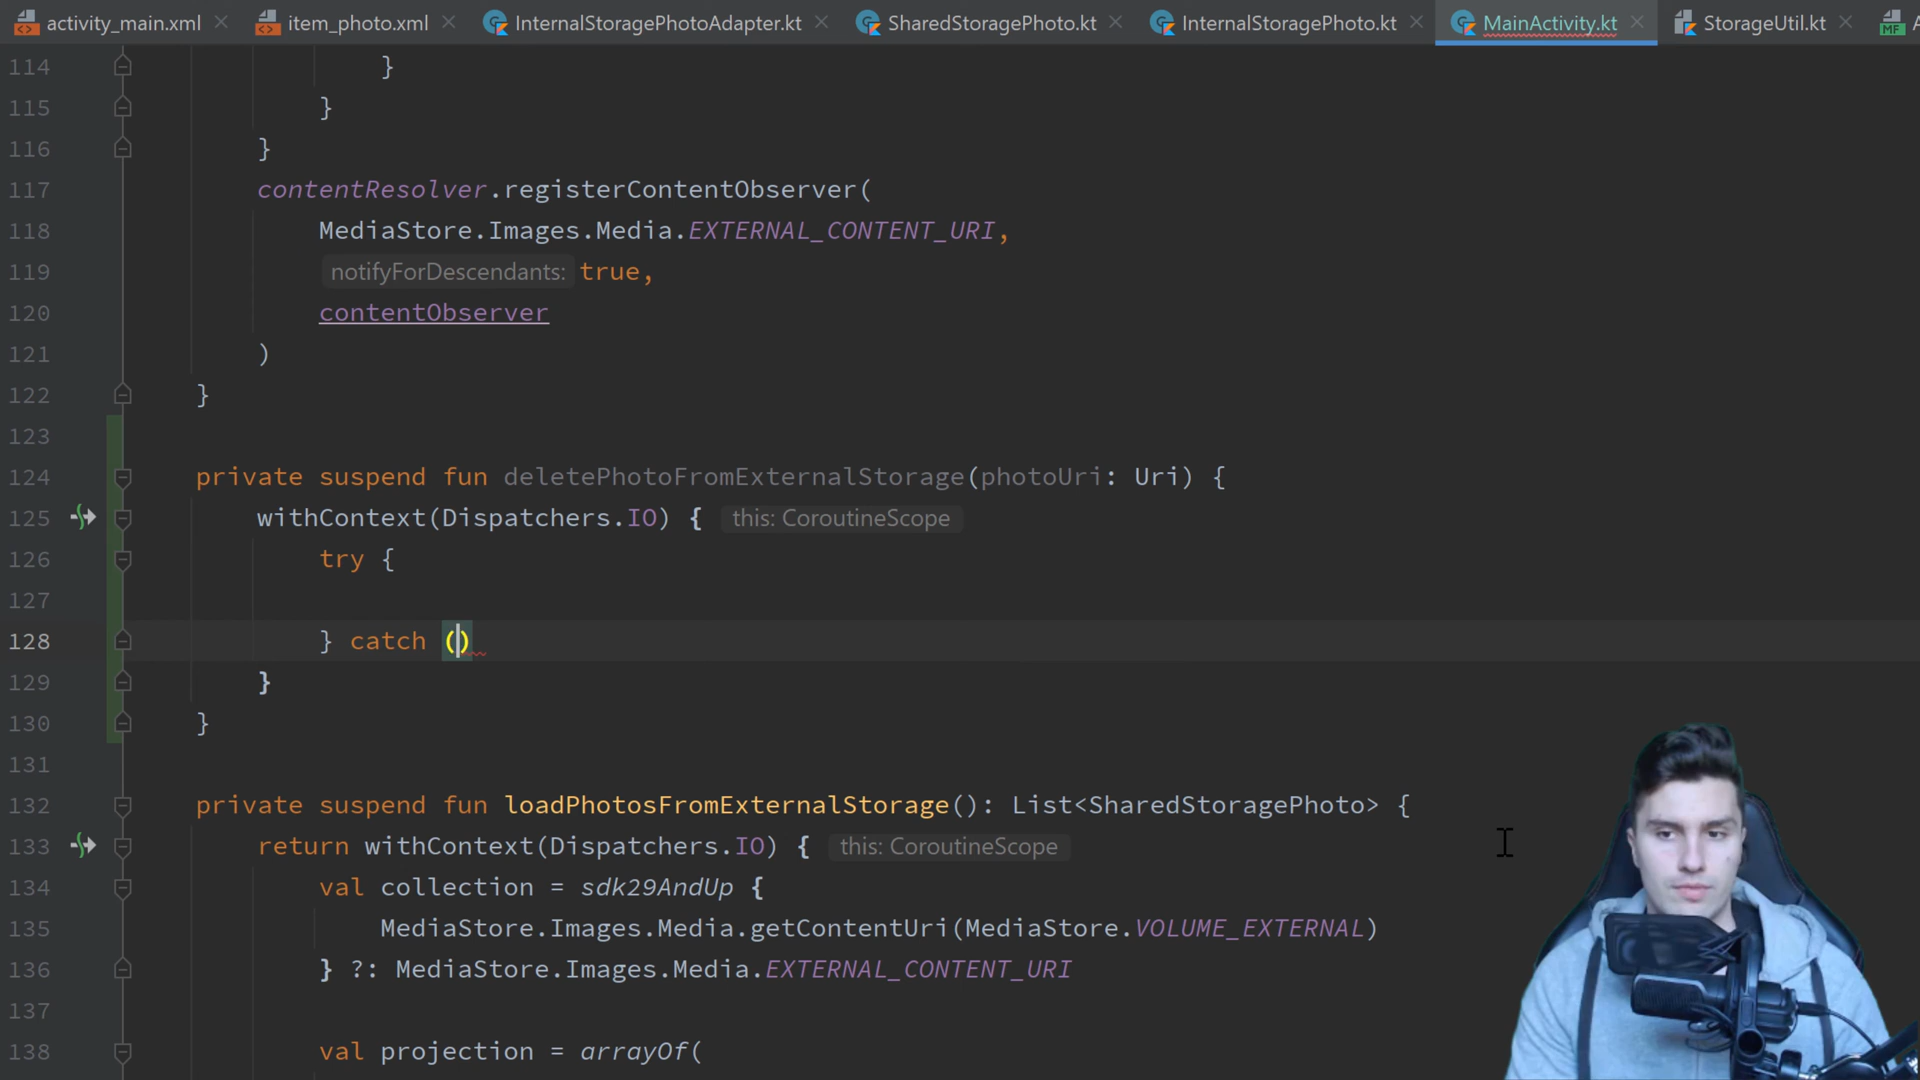 activity_main.xml item_photo.xml InternalStoragePhotoAdapter.kt SharedStoragePhoto.kt InternalStoragePhoto.kt MainActivity.kt StorageUtil.kt
114 }
115 }
116 }
117 contentResolver.registerContentObserver(
118 MediaStore.Images.Media.EXTERNAL_CONTENT_URI,
119 notifyForDescendants: true,
120 contentObserver
121 )
122 }
123
124 private suspend fun deletePhotoFromExternalStorage(photoUri: Uri) {
125 withContext(Dispatchers.IO) { this: CoroutineScope
126 try {
127
128 } catch ()
129 }
130 }
131
132 private suspend fun loadPhotosFromExternalStorage(): List<SharedStoragePhoto> {
133 return withContext(Dispatchers.IO) { this: CoroutineScope
134 val collection = sdk29AndUp {
135 MediaStore.Images.Media.getContentUri(MediaStore.VOLUME_EXTERNAL)
136 } ?: MediaStore.Images.Media.EXTERNAL_CONTENT_URI
137
138 val projection = arrayOf(